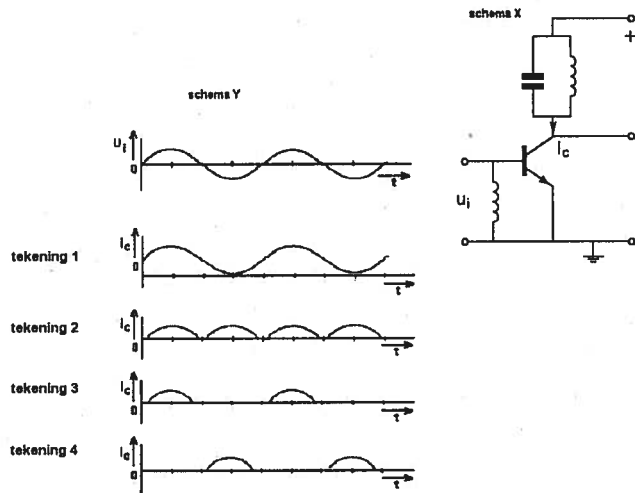 schema X
+
I_c
U_i
schema Y
U_i
0
t
tekening 1
I_c
0
t
tekening 2
I_c
0
t
tekening 3
I_c
0
t
tekening 4
I_c
0
t